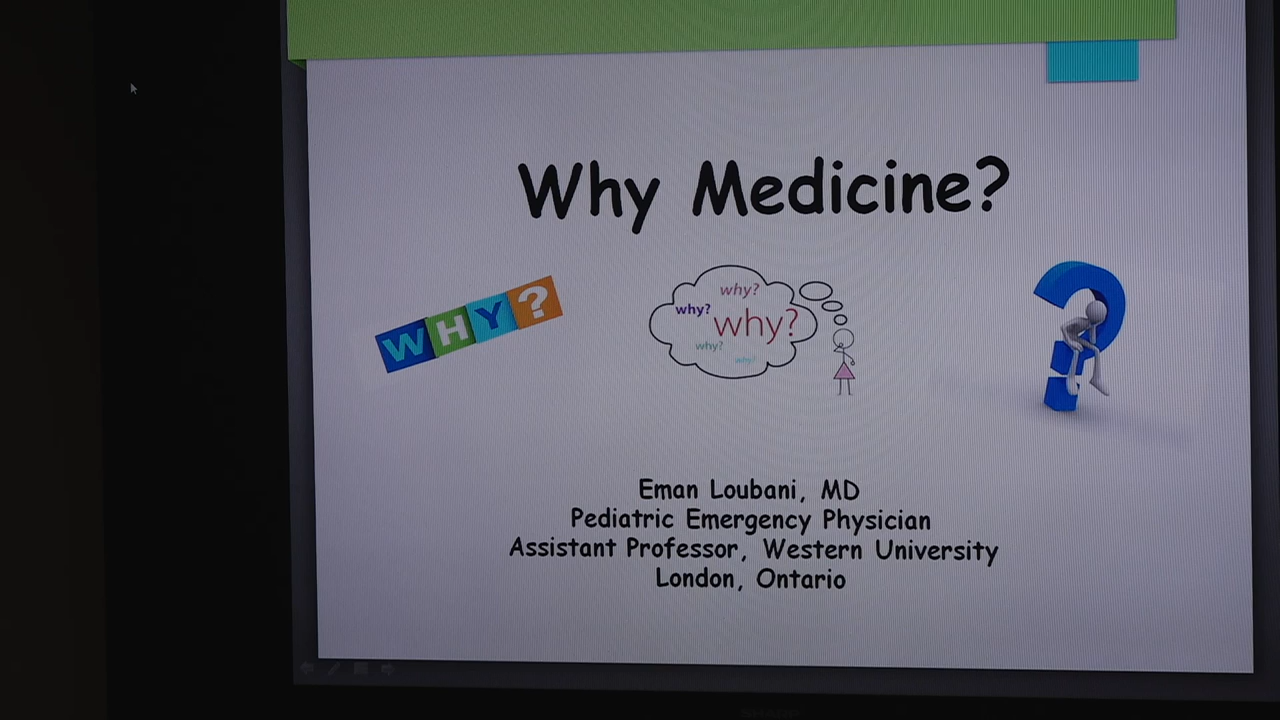 Why Medicine?
WHY?
why?
why?
why?
why?
why?
Eman Loubani, MD
Pediatric Emergency Physician
Assistant Professor, Western University
London, Ontario